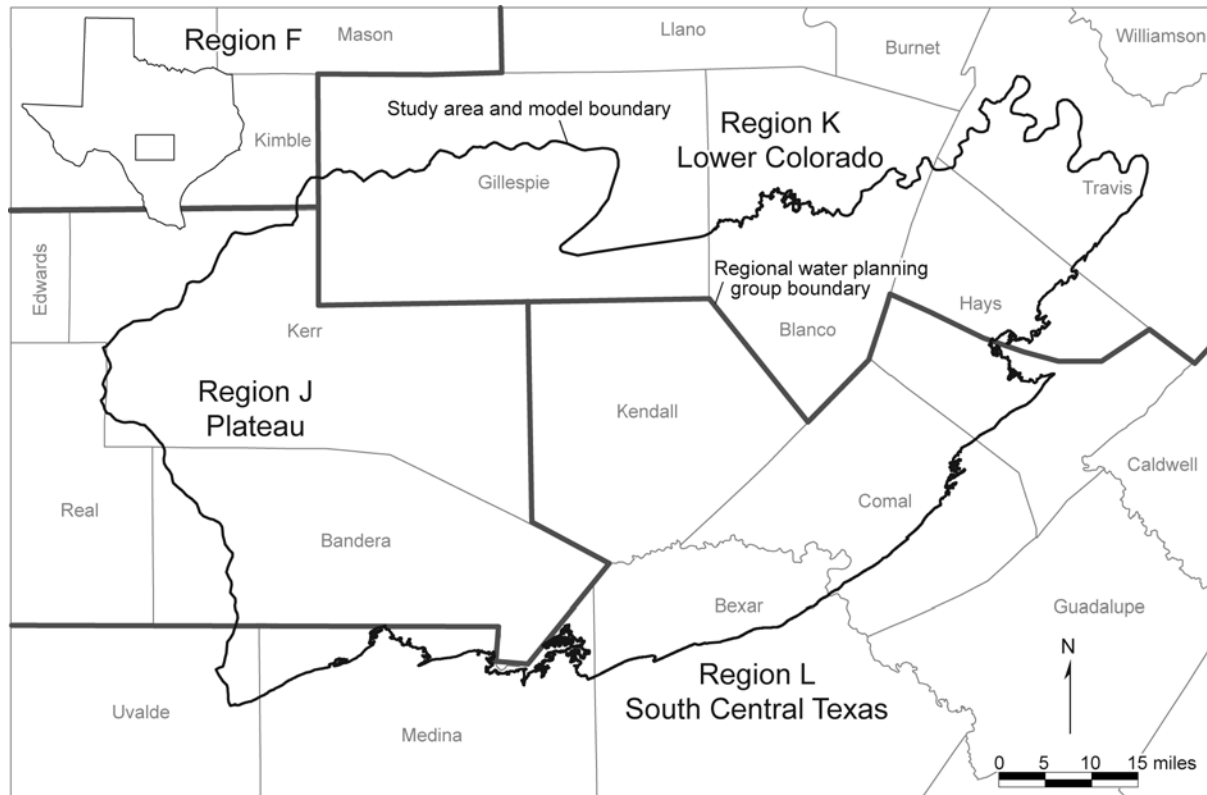 Region F
Mason
Llano
Burnet
Williamson
Kimble
Study area and model boundary
Region K
Lower Colorado
Gillespie
Travis
Edwards
Regional water planning
group boundary
Hays
Kerr
Blanco
Region J
Plateau
Kendall
Caldwell
Comal
Real
Bandera
Bexar
Guadalupe
N
Region L
South Central Texas
Uvalde
Medina
0 5 10 15 miles